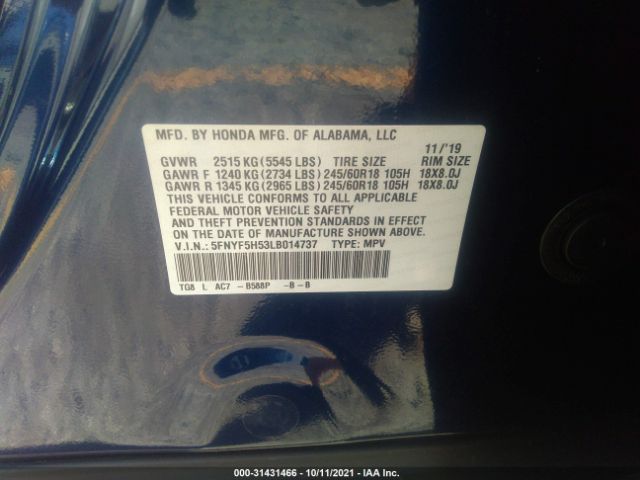 MFD. BY HONDA MFG. OF ALABAMA, LLC
11/'19
GVWR 2515 KG (5545 LBS) TIRE SIZE RIM SIZE
GAWR F 1240 KG (2734 LBS) 245/60R18 105H 18X8.0J
GAWR R 1345 KG (2965 LBS) 245/60R18 105H 18X8.0J
THIS VEHICLE CONFORMS TO ALL APPLICABLE
FEDERAL MOTOR VEHICLE SAFETY
AND THEFT PREVENTION STANDARDS IN EFFECT
ON THE DATE OF MANUFACTURE SHOWN ABOVE.
V.I.N.: 5FNYF5H53LB014737 TYPE: MPV
TG8 L AC7 -B588P -B-B
000-31431466 - 10/11/2021 - IAA Inc.